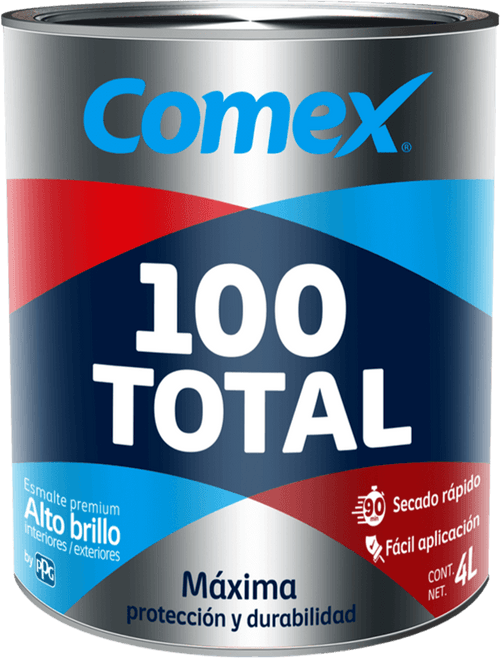 Comex®
100
TOTAL
Esmalte premium
Alto brillo
interiores/exteriores
by PPG
90
min
Secado rápido
Fácil aplicación
CONT.
NET. 4L
Máxima
protección y durabilidad